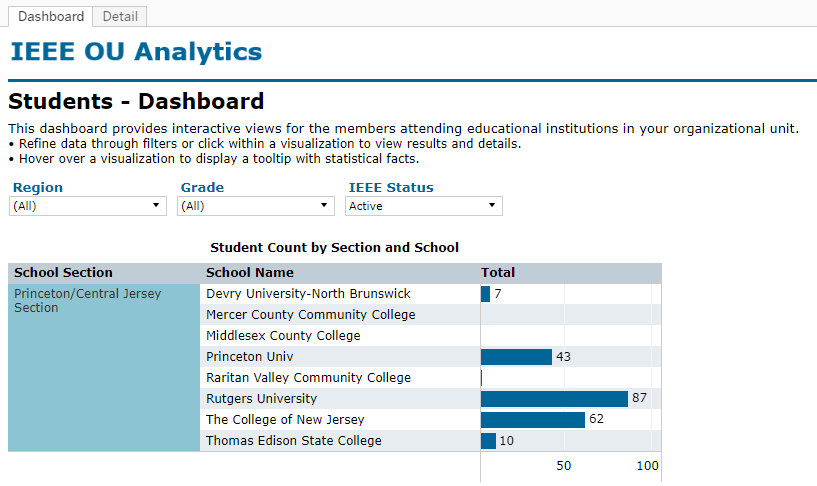 Dashboard Detail
IEEE OU Analytics
Students - Dashboard
This dashboard provides interactive views for the members attending educational institutions in your organizational unit.
• Refine data through filters or click within a visualization to view results and details.
• Hover over a visualization to display a tooltip with statistical facts.
Region Grade IEEE Status
(All) (All) Active
Student Count by Section and School
School Section School Name Total
Princeton/Central Jersey Section
Devry University-North Brunswick 7
Mercer County Community College
Middlesex County College
Princeton Univ 43
Raritan Valley Community College
Rutgers University 87
The College of New Jersey 62
Thomas Edison State College 10
50 100